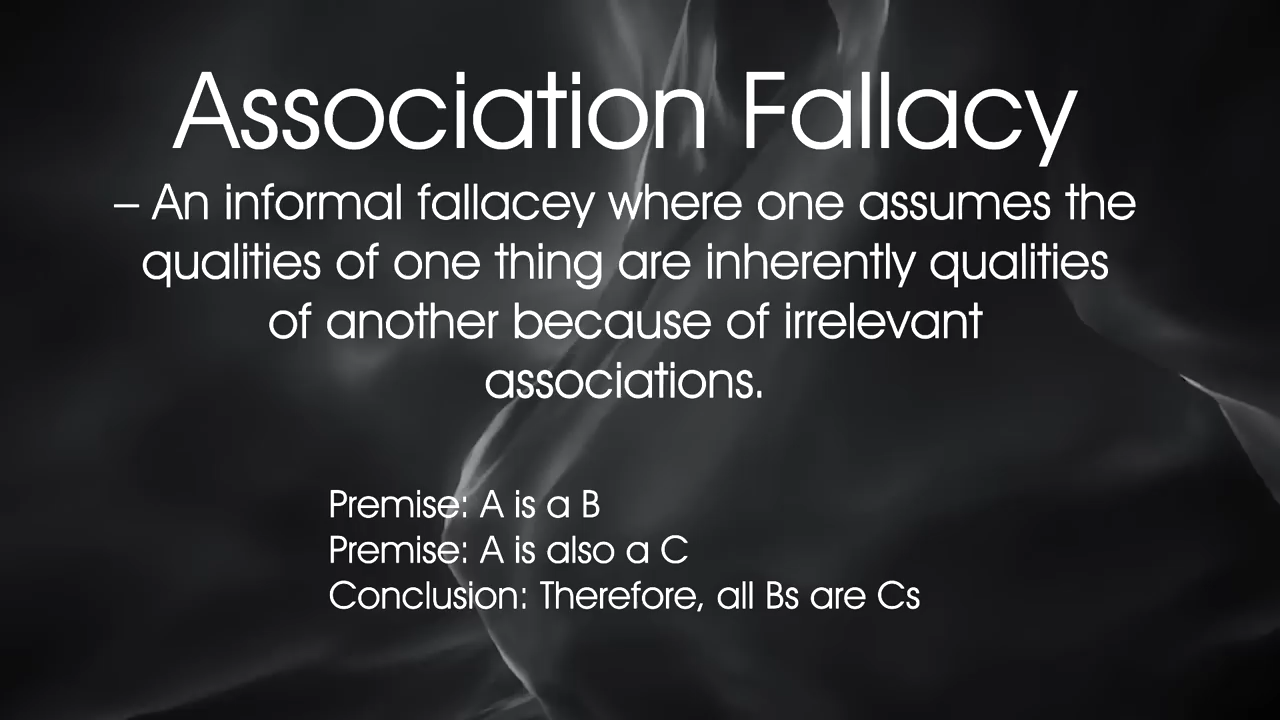 Association Fallacy
– An informal fallacey where one assumes the
qualities of one thing are inherently qualities
of another because of irrelevant
associations.
Premise: A is a B
Premise: A is also a C
Conclusion: Therefore, all Bs are Cs